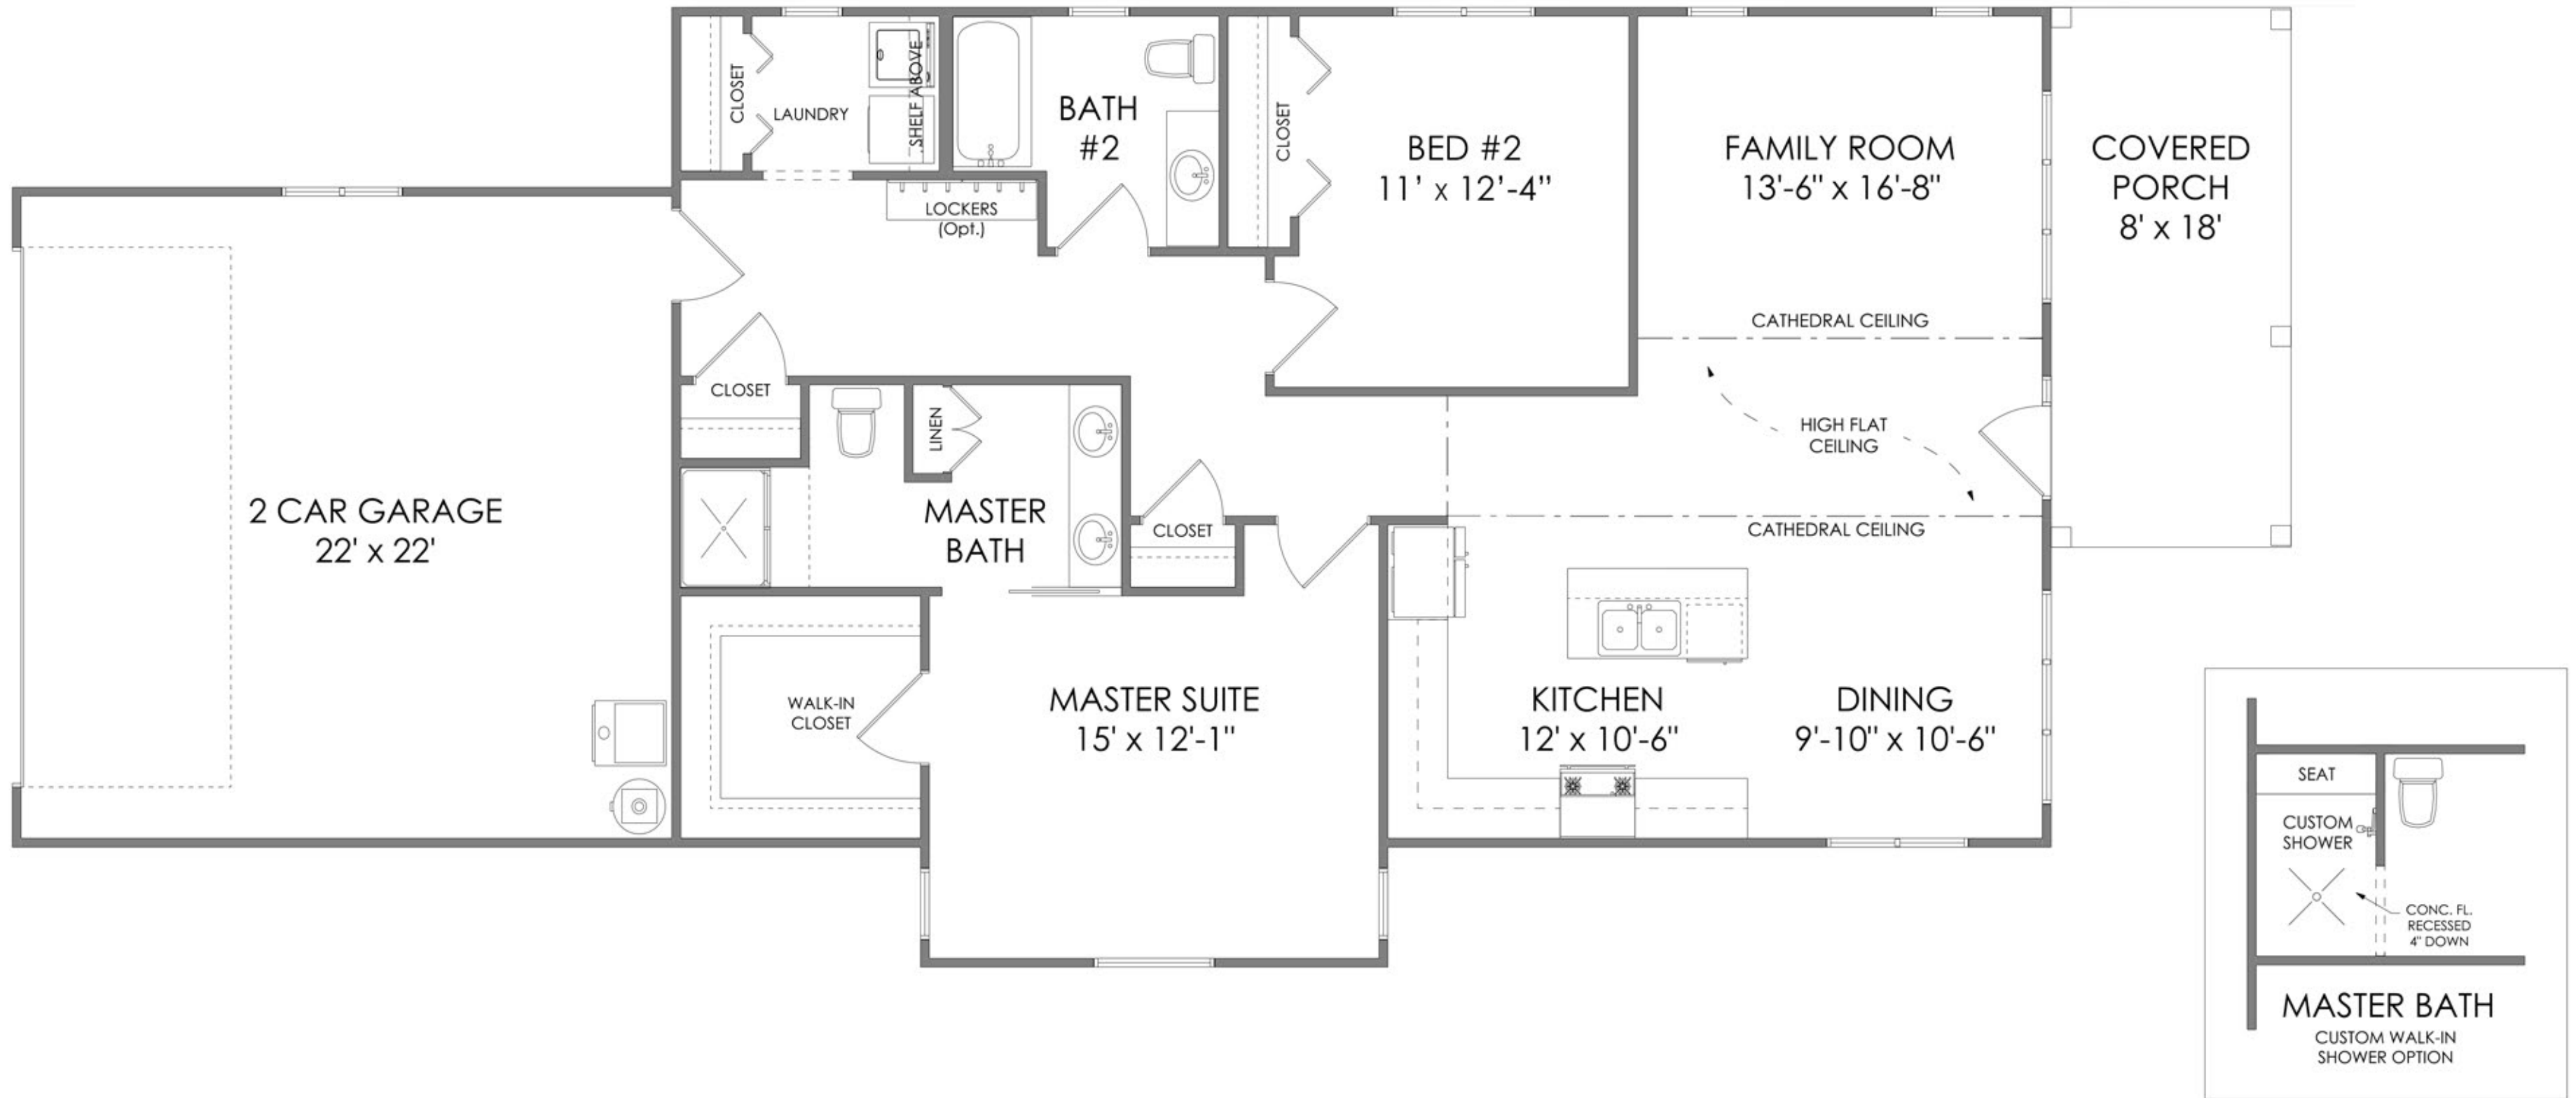 CLOSET
LAUNDRY
SHELF ABOVE
BATH
#2
CLOSET
BED #2
11’ x 12’-4”
FAMILY ROOM
13'-6" x 16'-8"
COVERED
PORCH
8' x 18'
LOCKERS
(Opt.)
CATHEDRAL CEILING
CLOSET
LINEN
HIGH FLAT
CEILING
2 CAR GARAGE
22' x 22'
MASTER
BATH
CLOSET
CATHEDRAL CEILING
WALK-IN
CLOSET
MASTER SUITE
15' x 12'-1"
KITCHEN
12' x 10'-6"
DINING
9'-10" x 10'-6"
SEAT
CUSTOM
SHOWER
CONC. FL.
RECESSED
4" DOWN
MASTER BATH
CUSTOM WALK-IN
SHOWER OPTION